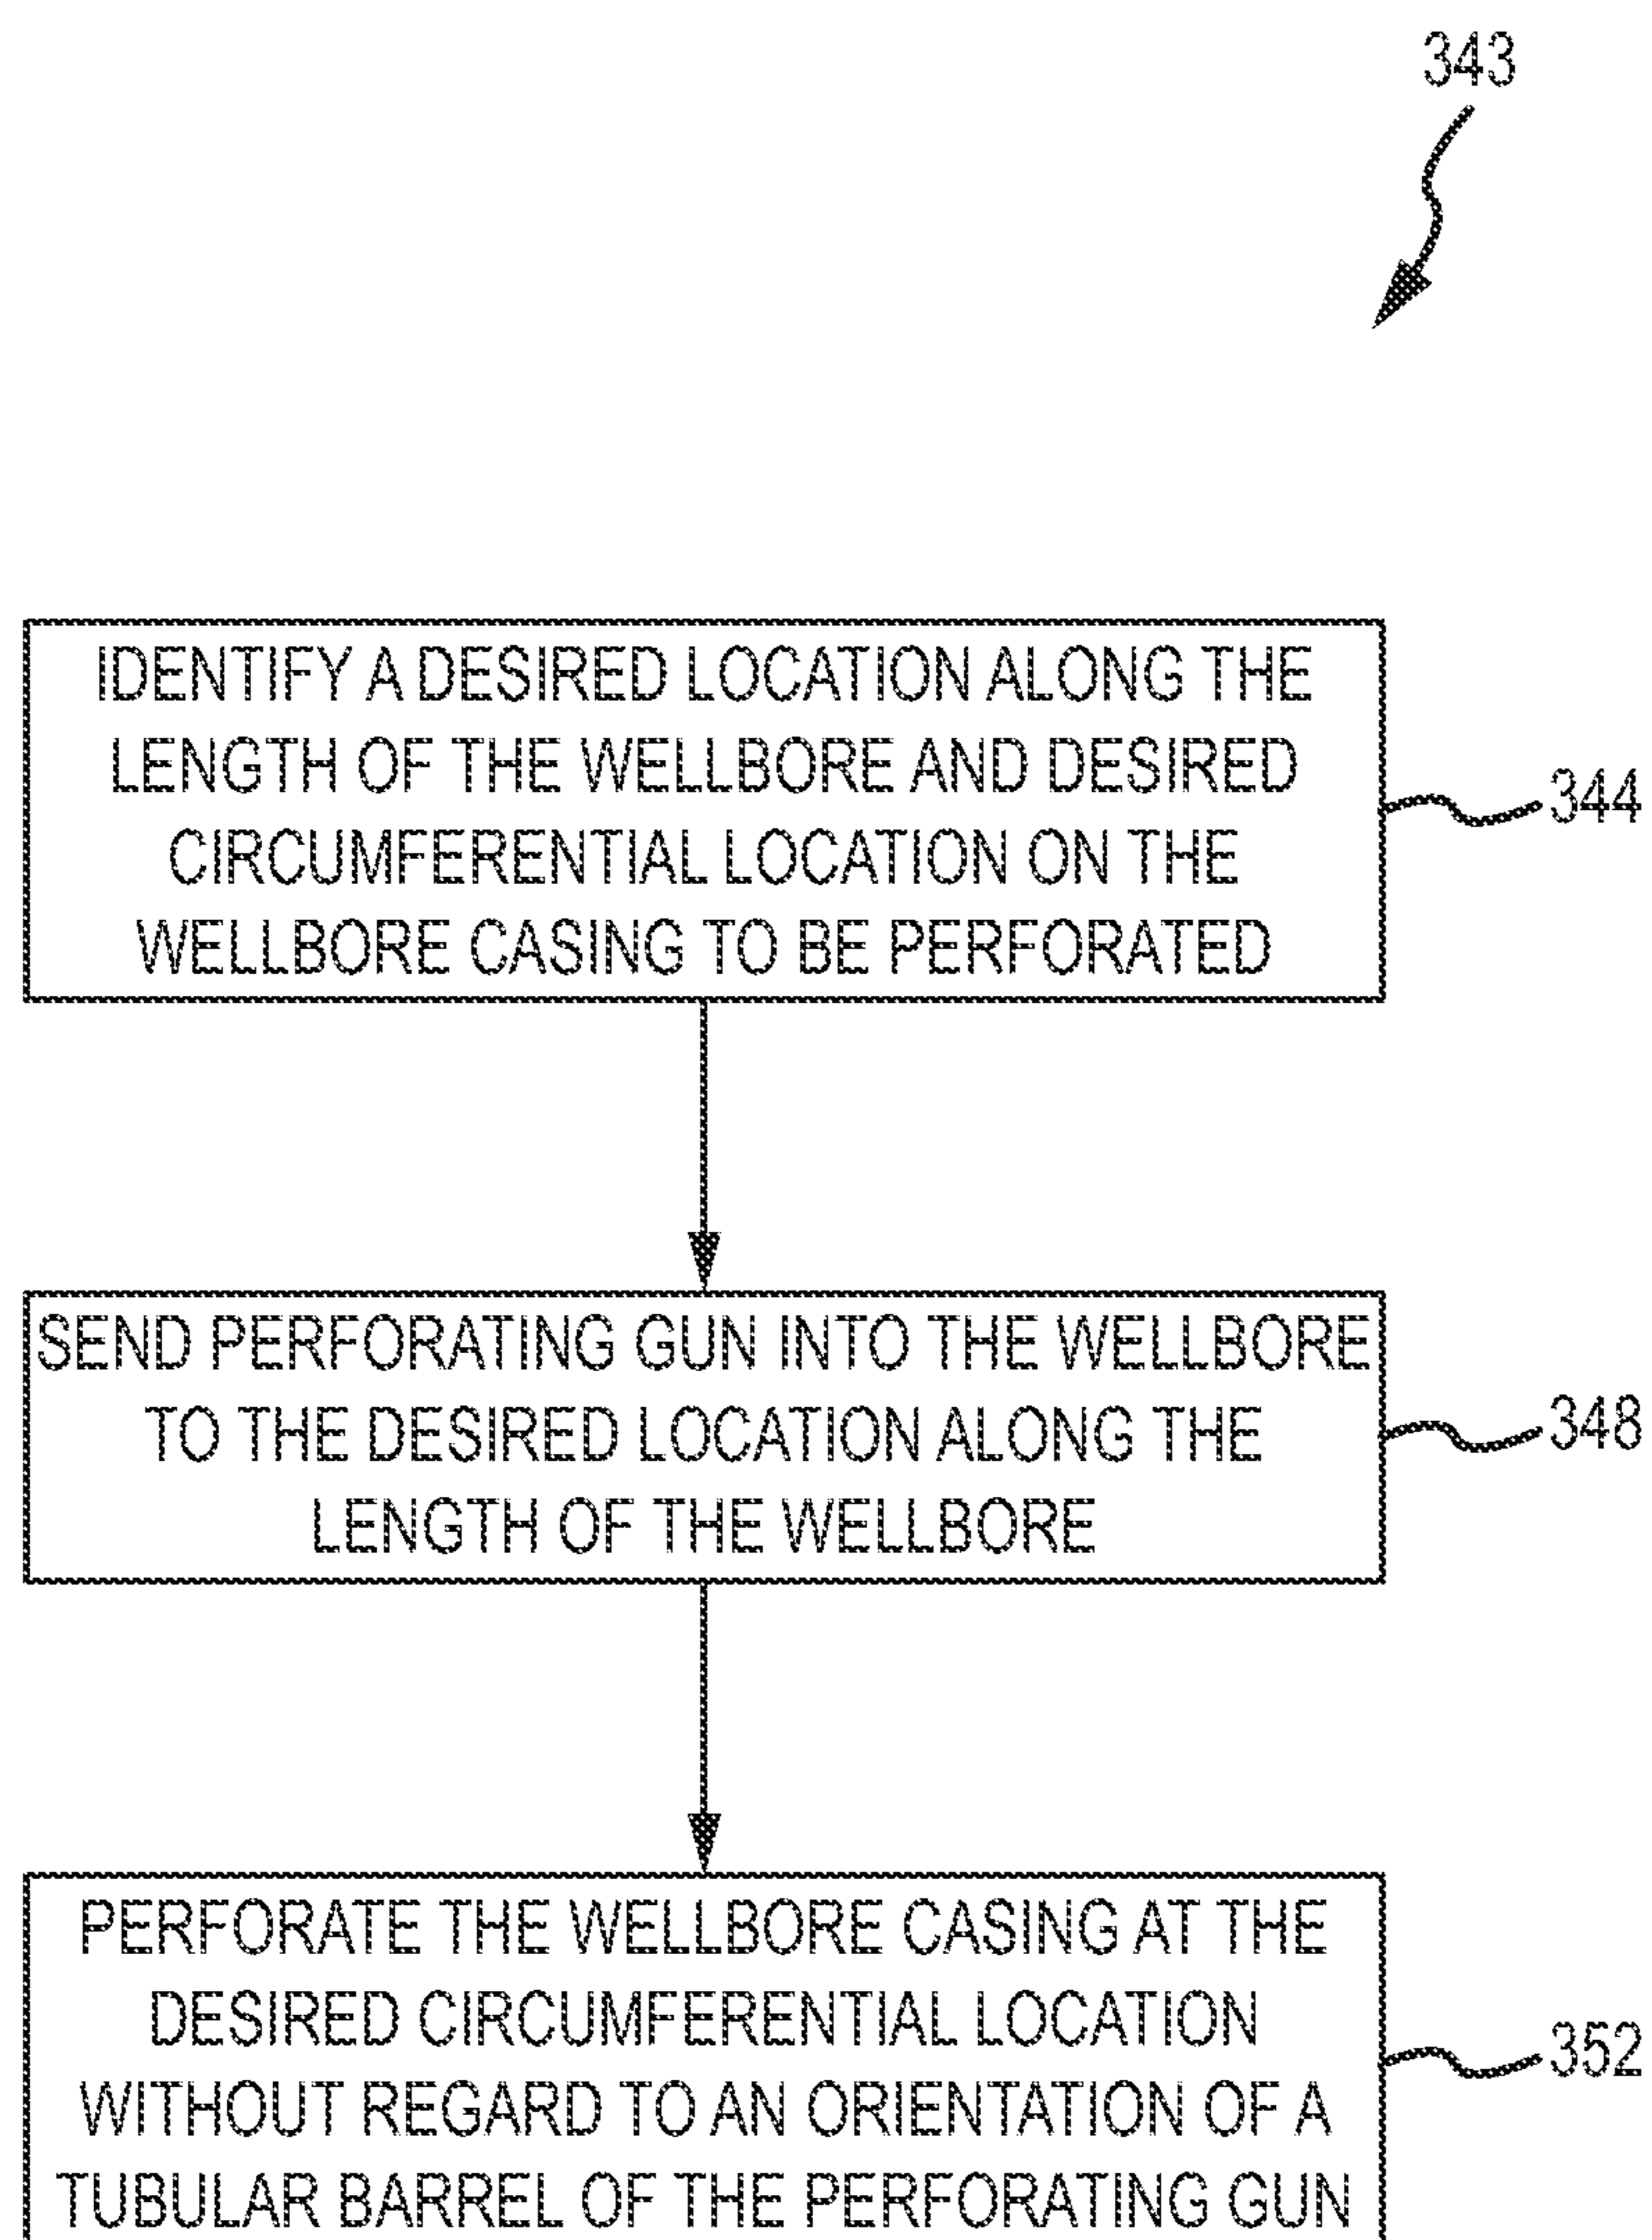 343
IDENTIFY A DESIRED LOCATION ALONG THE
LENGTH OF THE WELLBORE AND DESIRED
CIRCUMFERENTIAL LOCATION ON THE
WELLBORE CASING TO BE PERFORATED
344
SEND PERFORATING GUN INTO THE WELLBORE
TO THE DESIRED LOCATION ALONG THE
LENGTH OF THE WELLBORE
348
PERFORATE THE WELLBORE CASING AT THE
DESIRED CIRCUMFERENTIAL LOCATION
WITHOUT REGARD TO AN ORIENTATION OF A
TUBULAR BARREL OF THE PERFORATING GUN
352